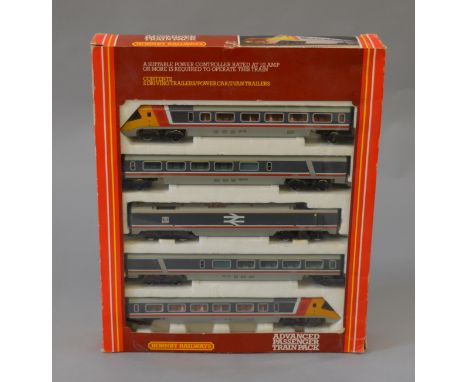 A SUITABLE POWER CONTROLLER RATED AT 1.5 AMP
OR MORE IS REQUIRED TO OPERATE THIS TRAIN
CONTENTS
2 DRIVING TRAILERS/POWER CAR/2 VAN TRAILERS
HORNBY RAILWAYS
ADVANCED
PASSENGER
TRAIN PACK